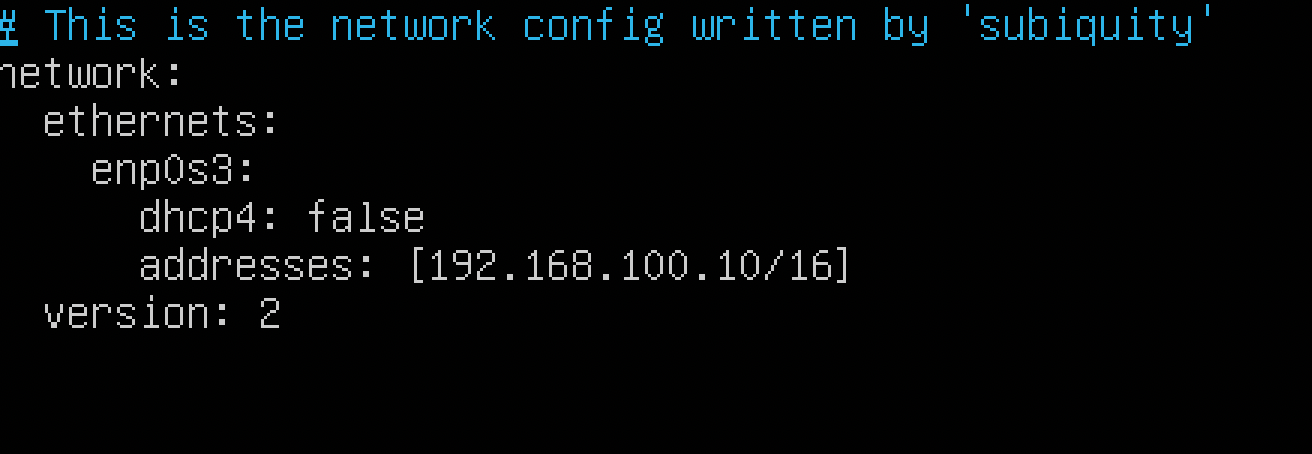 # This is the network config written by 'subiquity'
network:
  ethernets:
    enp0s3:
      dhcp4: false
      addresses: [192.168.100.10/16]
  version: 2